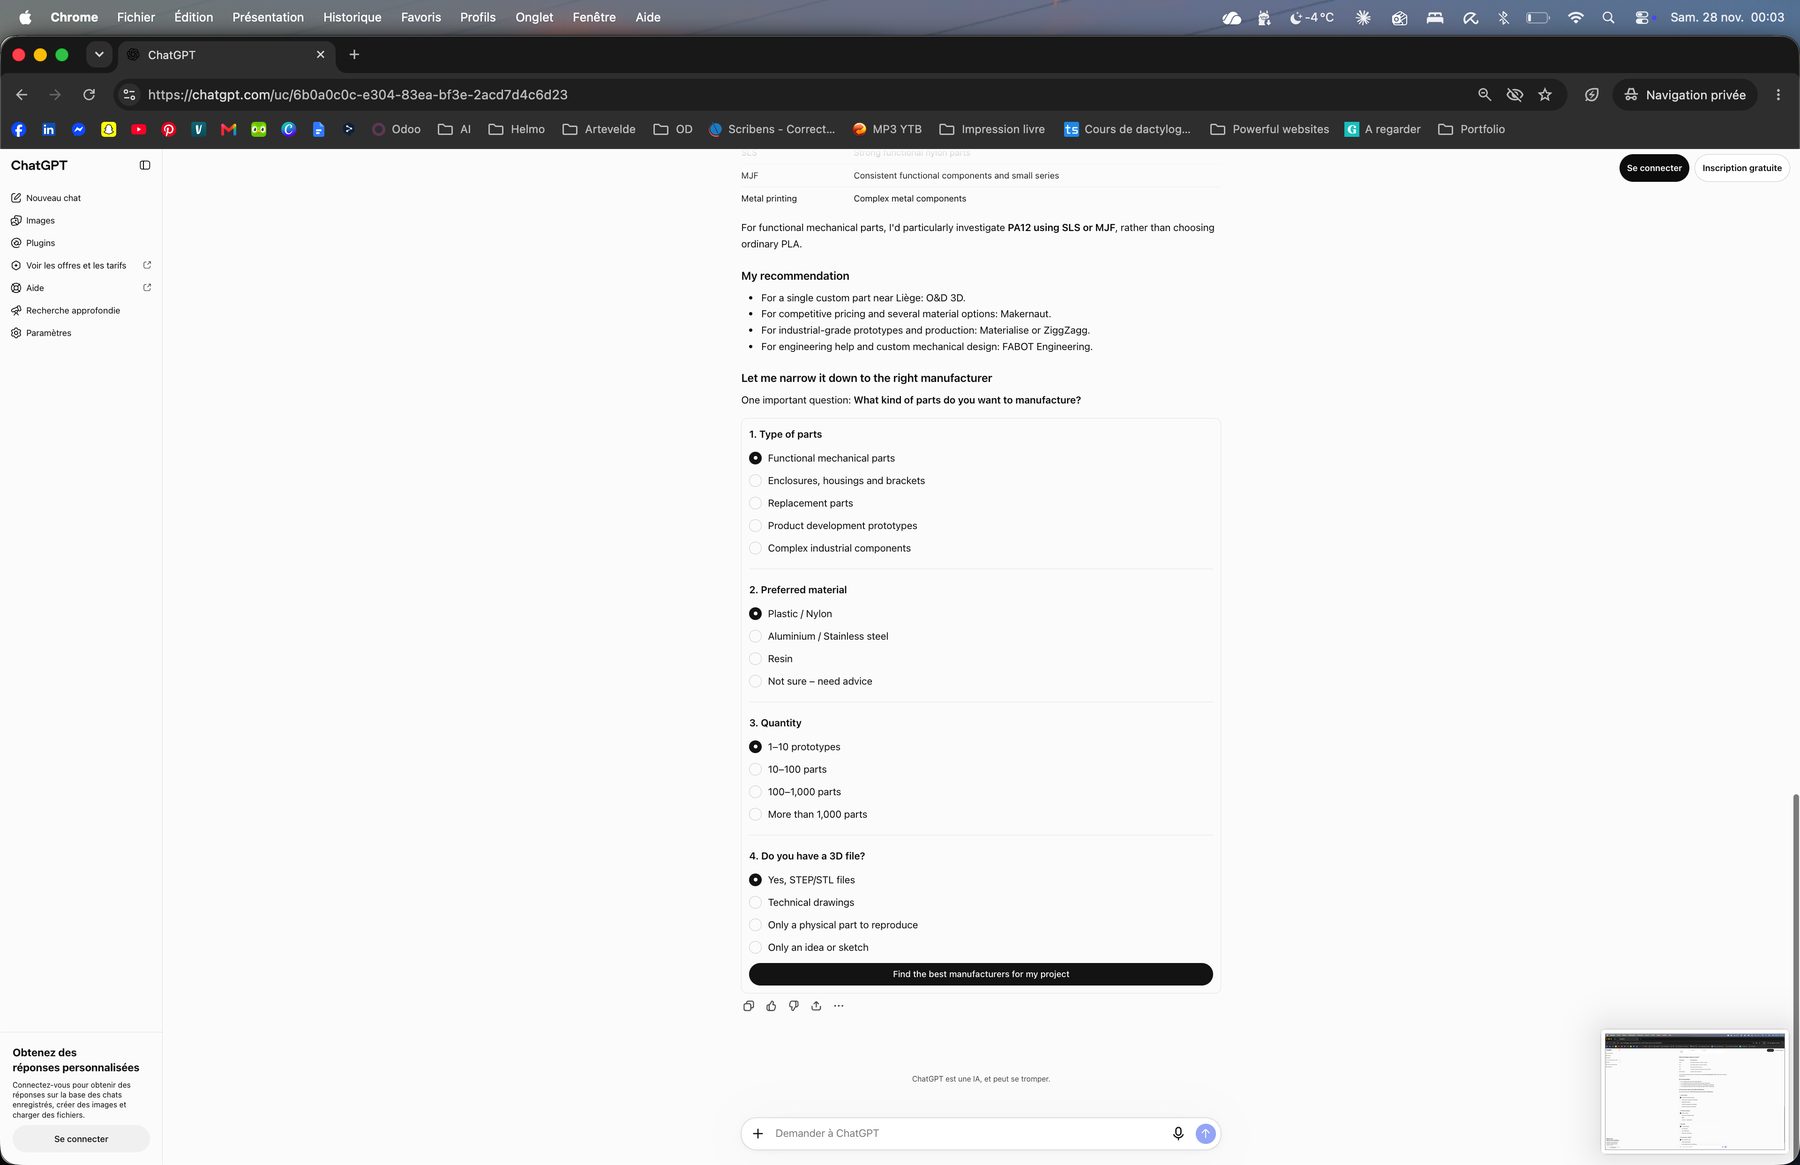 Chrome Fichier Édition Présentation Historique Favoris Profils Onglet Fenêtre Aide -4 °C Sam. 28 nov. 00:03
ChatGPT
https://chatgpt.com/uc/6b0a0c0c-e304-83ea-bf3e-2acd7d4c6d23 Navigation privée
Odoo AI Helmo Artevelde OD Scribens - Correct... MP3 YTB Impression livre Cours de dactylog... Powerful websites A regarder Portfolio
ChatGPT
Nouveau chat
Images
Plugins
Voir les offres et les tarifs
Aide
Recherche approfondie
Paramètres
Se connecter Inscription gratuite
SLS Strong functional nylon parts
MJF Consistent functional components and small series
Metal printing Complex metal components
For functional mechanical parts, I'd particularly investigate PA12 using SLS or MJF, rather than choosing
ordinary PLA.
My recommendation
• For a single custom part near Liège: O&D 3D.
• For competitive pricing and several material options: Makernaut.
• For industrial-grade prototypes and production: Materialise or ZiggZagg.
• For engineering help and custom mechanical design: FABOT Engineering.
Let me narrow it down to the right manufacturer
One important question: What kind of parts do you want to manufacture?
1. Type of parts
Functional mechanical parts
Enclosures, housings and brackets
Replacement parts
Product development prototypes
Complex industrial components
2. Preferred material
Plastic / Nylon
Aluminium / Stainless steel
Resin
Not sure – need advice
3. Quantity
1–10 prototypes
10–100 parts
100–1,000 parts
More than 1,000 parts
4. Do you have a 3D file?
Yes, STEP/STL files
Technical drawings
Only a physical part to reproduce
Only an idea or sketch
Find the best manufacturers for my project
ChatGPT est une IA, et peut se tromper.
Demander à ChatGPT
Obtenez des
réponses personnalisées
Connectez-vous pour obtenir des
réponses sur la base des chats
enregistrés, créer des images et
charger des fichiers.
Se connecter